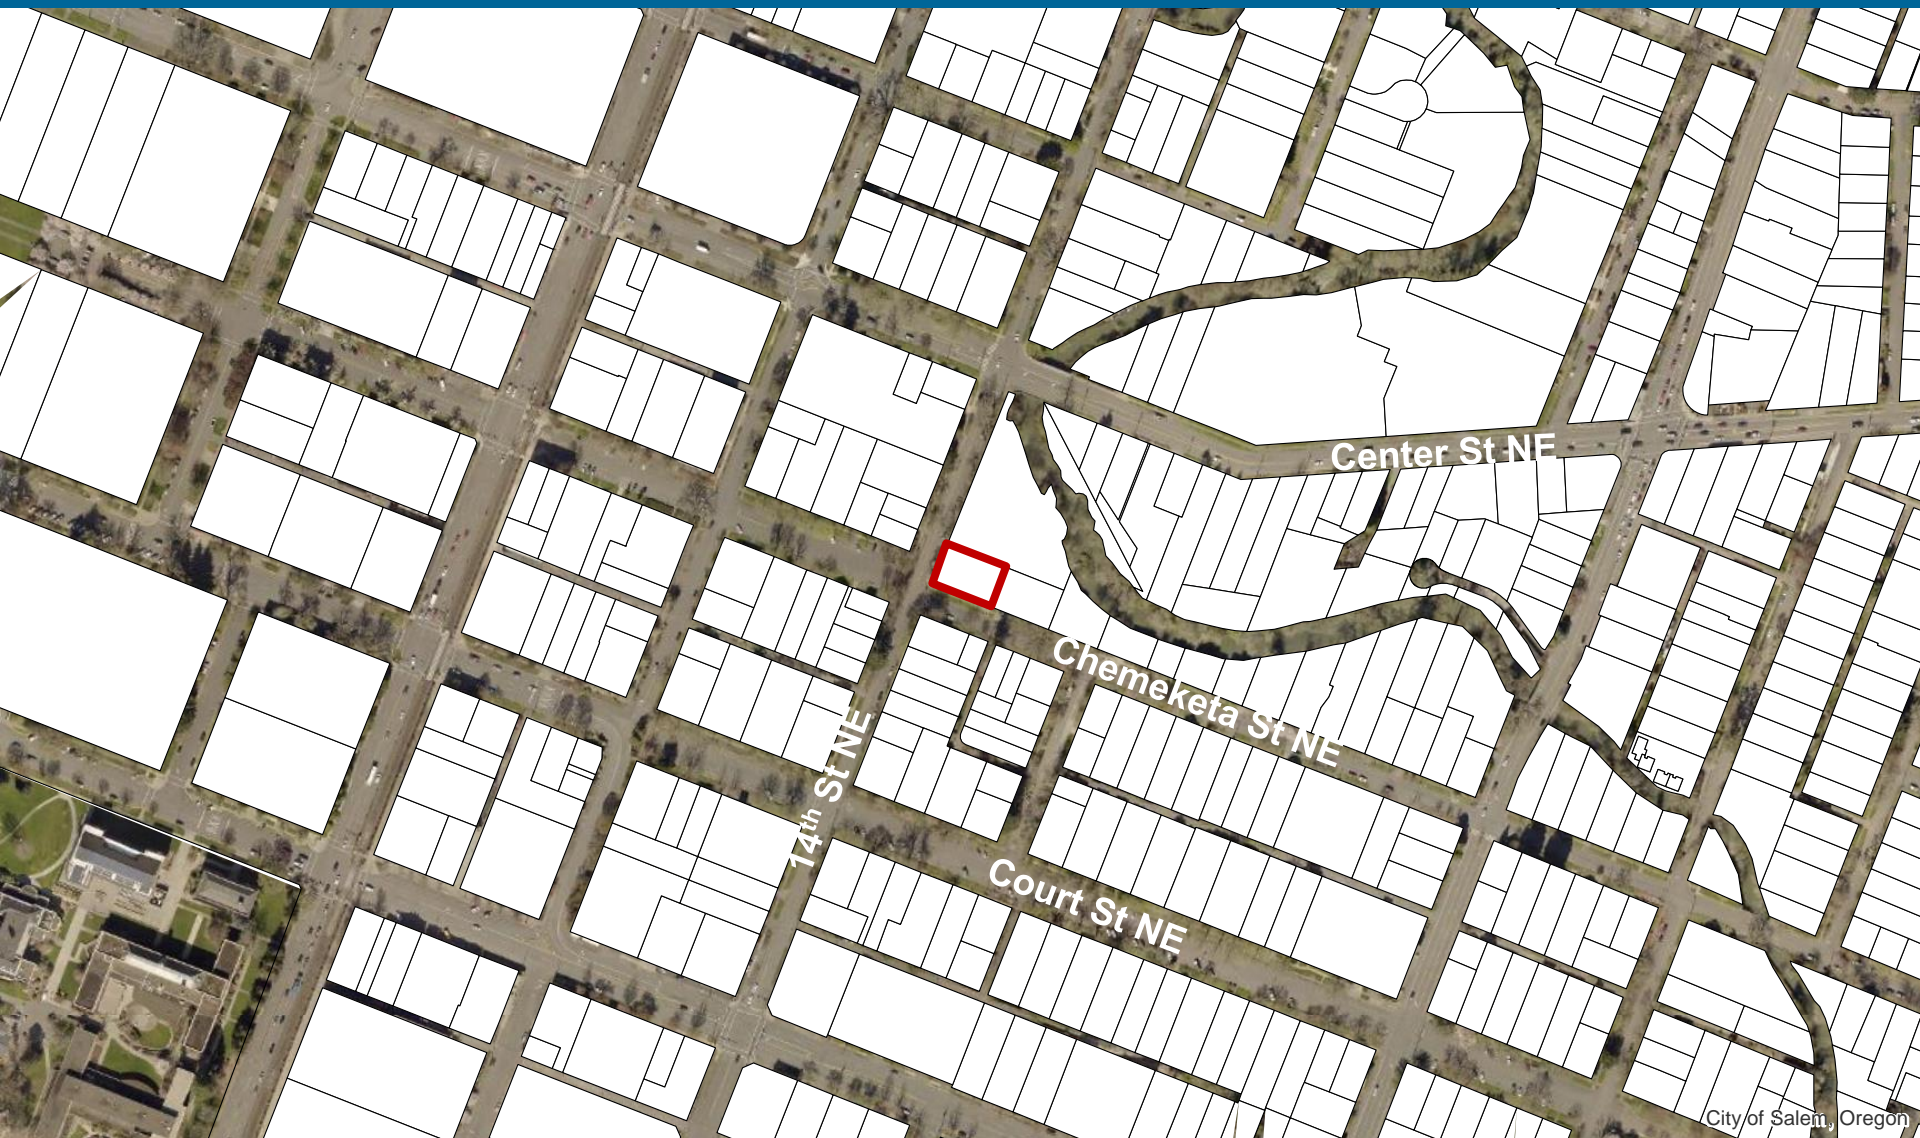 Center St NE
Chemeketa St NE
14th St NE
Court St NE
City of Salem, Oregon